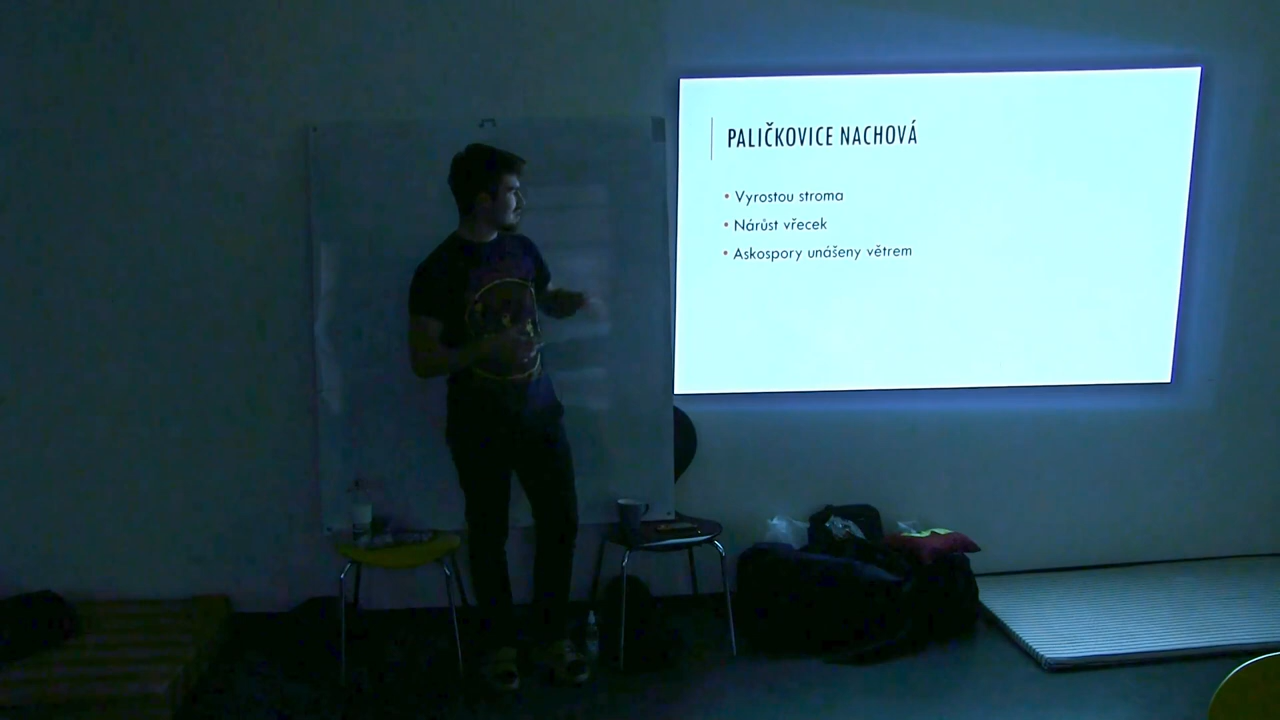 PALIČKOVICE NACHOVÁ
• Vyrostou stroma
• Nárůst vřecek
• Askospory unášeny větrem